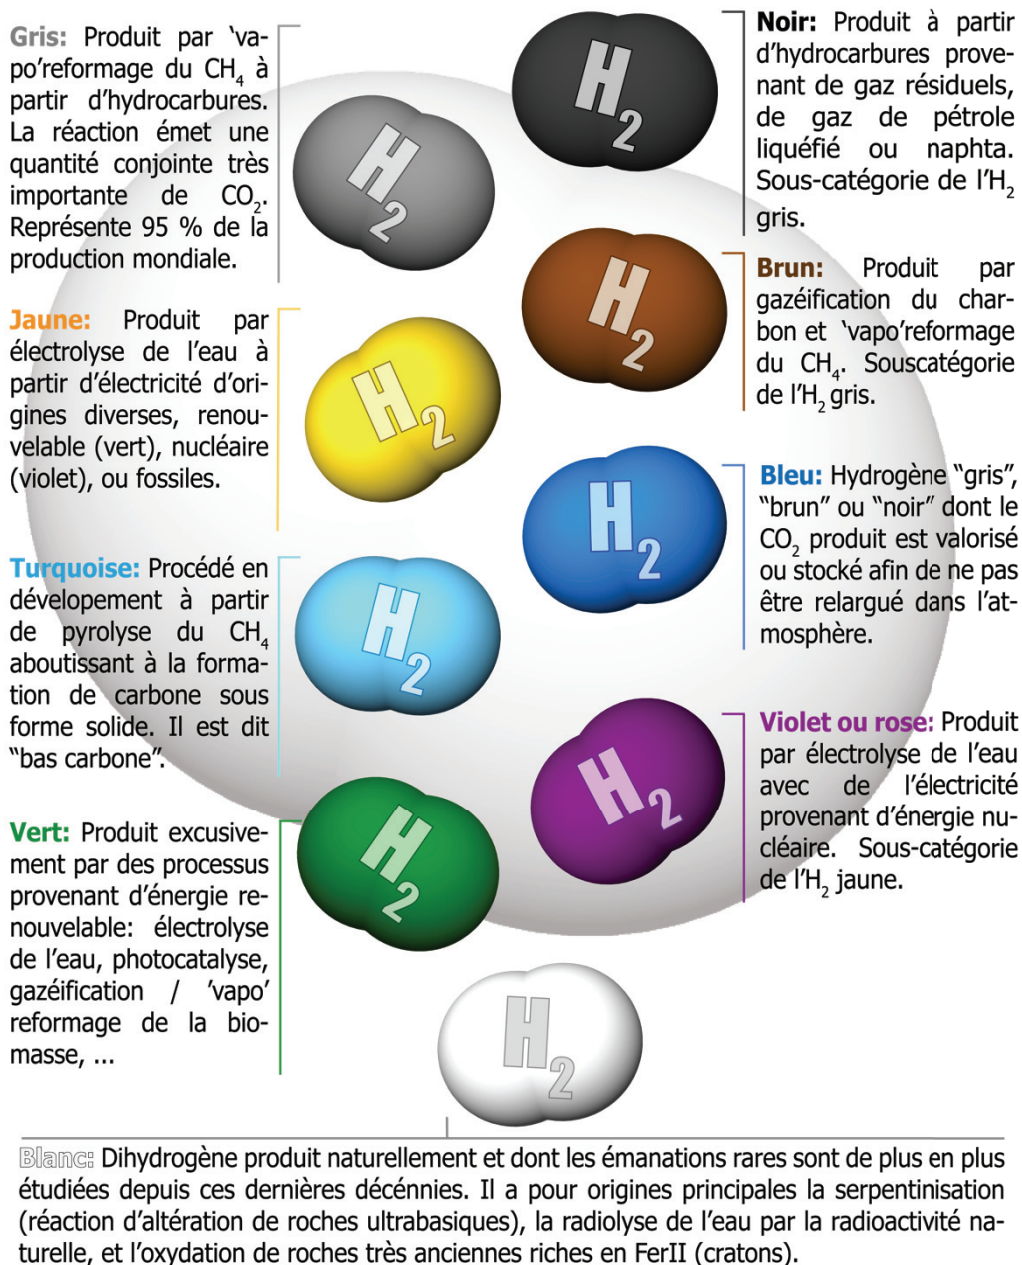 Gris: Produit par ‘va-
po’reformage du CH₄ à
partir d’hydrocarbures.
La réaction émet une
quantité conjointe très
importante de CO₂.
Représente 95 % de la
production mondiale.
Jaune: Produit par
électrolyse de l’eau à
partir d’électricité d’ori-
gines diverses, renou-
velable (vert), nucléaire
(violet), ou fossiles.
Turquoise: Procédé en
dévelopement à partir
de pyrolyse du CH₄
aboutissant à la forma-
tion de carbone sous
forme solide. Il est dit
“bas carbone”.
Vert: Produit excusive-
ment par des processus
provenant d’énergie re-
nouvelable: électrolyse
de l’eau, photocatalyse,
gazéification / ’vapo’
reformage de la bio-
masse, ...
H₂
H₂
H₂
H₂
H₂
H₂
H₂
H₂
H₂
Noir: Produit à partir
d’hydrocarbures prove-
nant de gaz résiduels,
de gaz de pétrole
liquéfié ou naphta.
Sous-catégorie de l’H₂
gris.
Brun: Produit par
gazéification du char-
bon et ‘vapo’reformage
du CH₄. Souscatégorie
de l’H₂ gris.
Bleu: Hydrogène “gris”,
“brun” ou “noir” dont le
CO₂ produit est valorisé
ou stocké afin de ne pas
être relargué dans l’at-
mosphère.
Violet ou rose: Produit
par électrolyse de l’eau
avec de l’électricité
provenant d’énergie nu-
cléaire. Sous-catégorie
de l’H₂ jaune.
Blanc: Dihydrogène produit naturellement et dont les émanations rares sont de plus en plus
étudiées depuis ces dernières décénnies. Il a pour origines principales la serpentinisation
(réaction d’altération de roches ultrabasiques), la radiolyse de l’eau par la radioactivité na-
turelle, et l’oxydation de roches très anciennes riches en FerII (cratons).